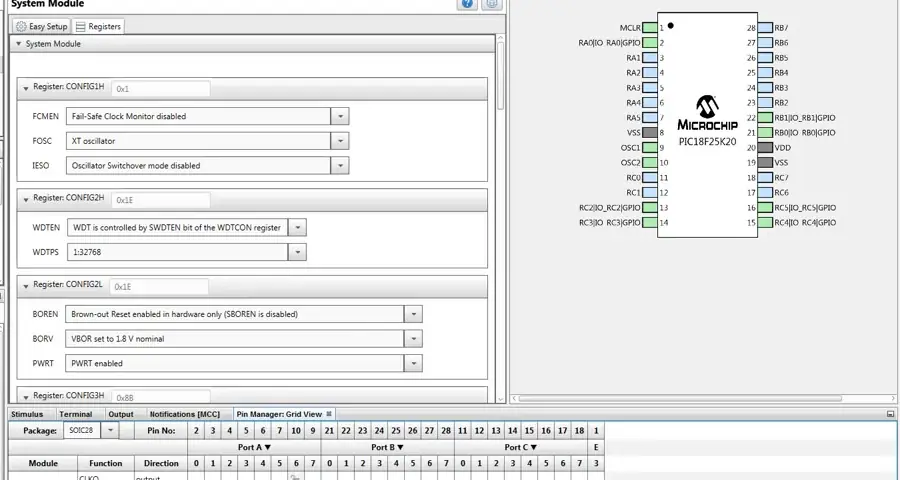 System Module
Easy Setup Registers
System Module
Register: CONFIG1H 0x1
FCMEN Fail-Safe Clock Monitor disabled
FOSC XT oscillator
IESO Oscillator Switchover mode disabled
Register: CONFIG2H 0x1E
WDTEN WDT is controlled by SWDTEN bit of the WDTCON register
WDTPS 1:32768
Register: CONFIG2L 0x1E
BOREN Brown-out Reset enabled in hardware only (SBOREN is disabled)
BORV VBOR set to 1.8 V nominal
PWRT PWRT enabled
Register: CONFIG3H 0x8B
MCLR 1 28 RB7
RA0|IO_RA0|GPIO 2 27 RB6
RA1 3 26 RB5
RA2 4 25 RB4
RA3 5 24 RB3
RA4 6 23 RB2
RA5 7 22 RB1|IO_RB1|GPIO
VSS 8 21 RB0|IO_RB0|GPIO
OSC1 9 20 VDD
OSC2 10 19 VSS
RC0 11 18 RC7
RC1 12 17 RC6
RC2|IO_RC2|GPIO 13 16 RC5|IO_RC5|GPIO
RC3|IO_RC3|GPIO 14 15 RC4|IO_RC4|GPIO
MICROCHIP
PIC18F25K20
Stimulus Terminal Output Notifications [MCC] Pin Manager: Grid View
Package: SOIC28 Pin No: 2 3 4 5 6 7 10 9 21 22 23 24 25 26 27 28 11 12 13 14 15 16 17 18 1
Port A ▼ Port B ▼ Port C ▼ E
Module Function Direction 0 1 2 3 4 5 6 7 0 1 2 3 4 5 6 7 0 1 2 3 4 5 6 7 3
CLKO output